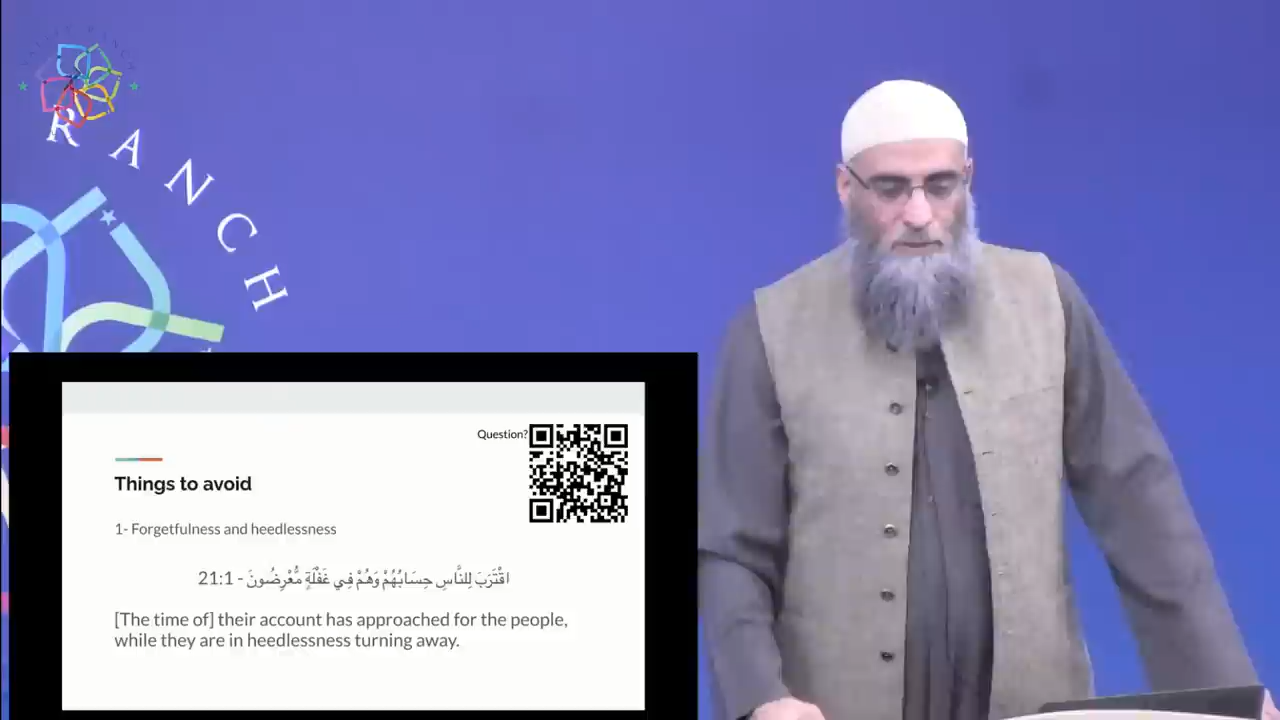 RANCH
Question?
Things to avoid
1- Forgetfulness and heedlessness
اقْتَرَبَ لِلنَّاسِ حِسَابُهُمْ وَهُمْ فِي غَفْلَةٍ مُّعْرِضُونَ - 21:1
[The time of] their account has approached for the people,
while they are in heedlessness turning away.